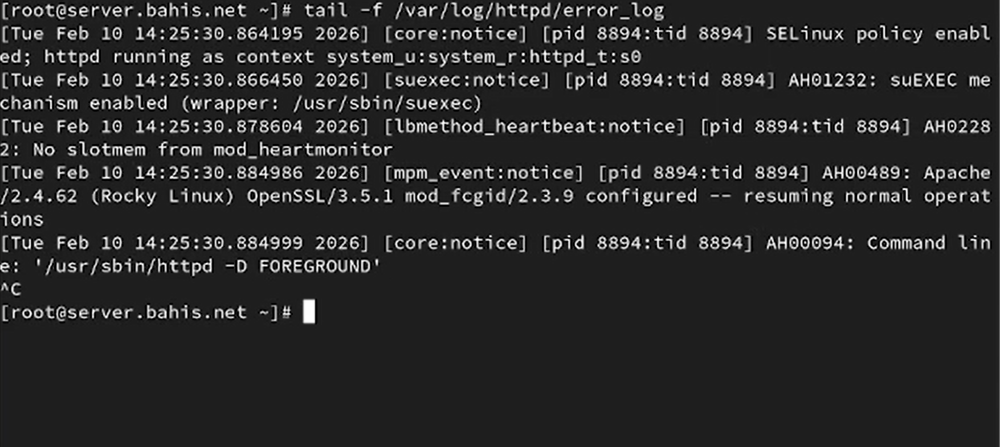 [root@server.bahis.net ~]# tail -f /var/log/httpd/error_log
[Tue Feb 10 14:25:30.864195 2026] [core:notice] [pid 8894:tid 8894] SELinux policy enabl
ed; httpd running as context system_u:system_r:httpd_t:s0
[Tue Feb 10 14:25:30.866450 2026] [suexec:notice] [pid 8894:tid 8894] AH01232: suEXEC me
chanism enabled (wrapper: /usr/sbin/suexec)
[Tue Feb 10 14:25:30.878604 2026] [lbmethod_heartbeat:notice] [pid 8894:tid 8894] AH0228
2: No slotmem from mod_heartmonitor
[Tue Feb 10 14:25:30.884986 2026] [mpm_event:notice] [pid 8894:tid 8894] AH00489: Apache
/2.4.62 (Rocky Linux) OpenSSL/3.5.1 mod_fcgid/2.3.9 configured -- resuming normal operat
ions
[Tue Feb 10 14:25:30.884999 2026] [core:notice] [pid 8894:tid 8894] AH00094: Command lin
e: '/usr/sbin/httpd -D FOREGROUND'
^C
[root@server.bahis.net ~]#